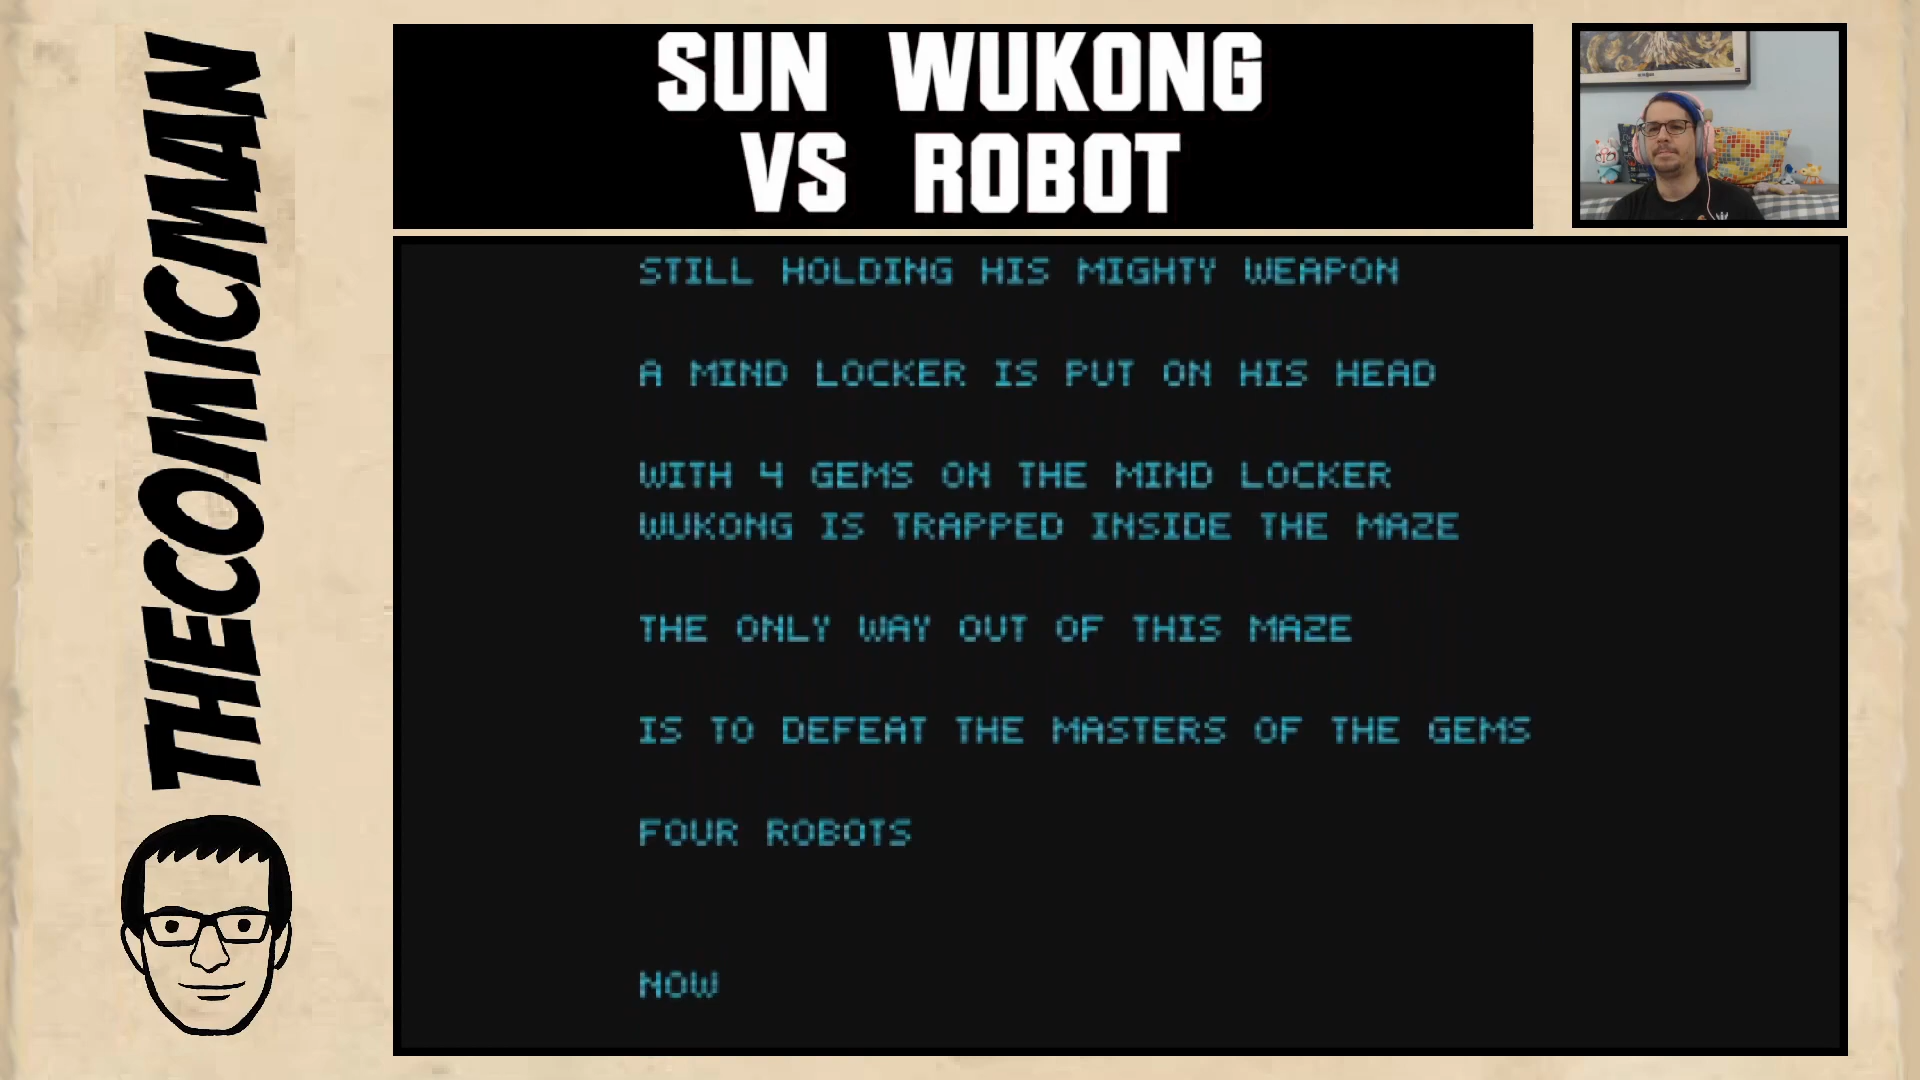 THECOMICMAN
SUN WUKONG
VS ROBOT
STILL HOLDING HIS MIGHTY WEAPON
A MIND LOCKER IS PUT ON HIS HEAD
WITH 4 GEMS ON THE MIND LOCKER
WUKONG IS TRAPPED INSIDE THE MAZE
THE ONLY WAY OUT OF THIS MAZE
IS TO DEFEAT THE MASTERS OF THE GEMS
FOUR ROBOTS
NOW